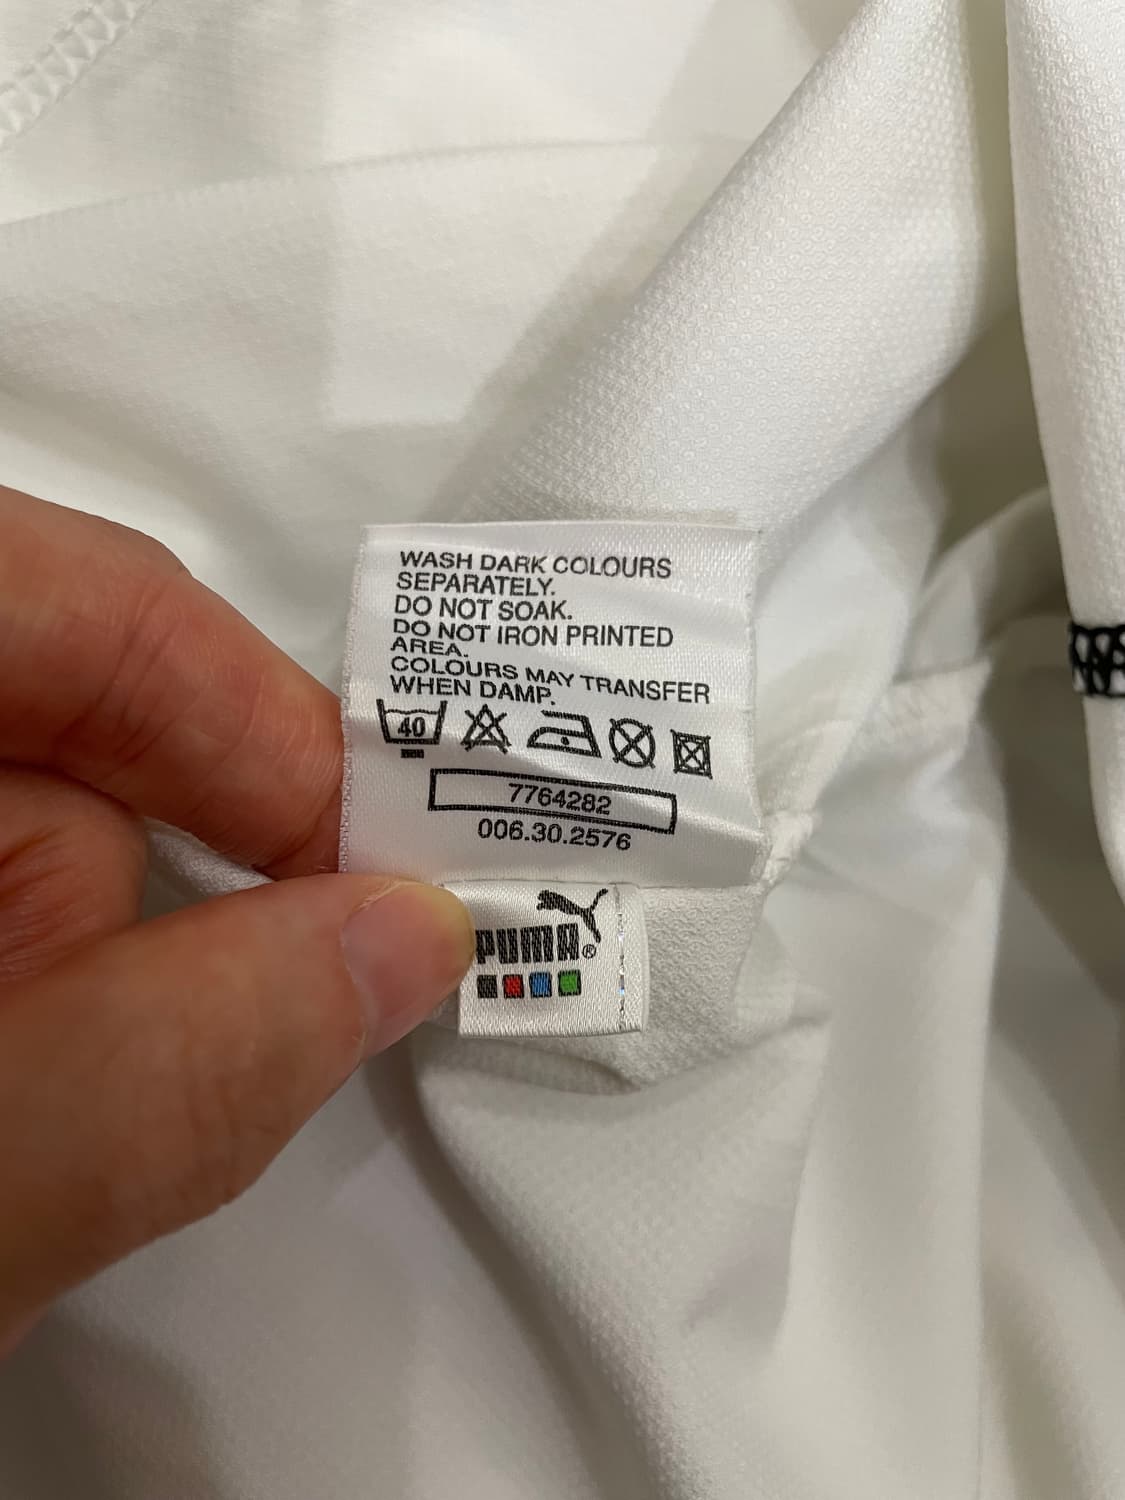 WASH DARK COLOURS
SEPARATELY.
DO NOT SOAK.
DO NOT IRON PRINTED
AREA.
COLOURS MAY TRANSFER
WHEN DAMP.
40
7764282
006.30.2576
PUMA®